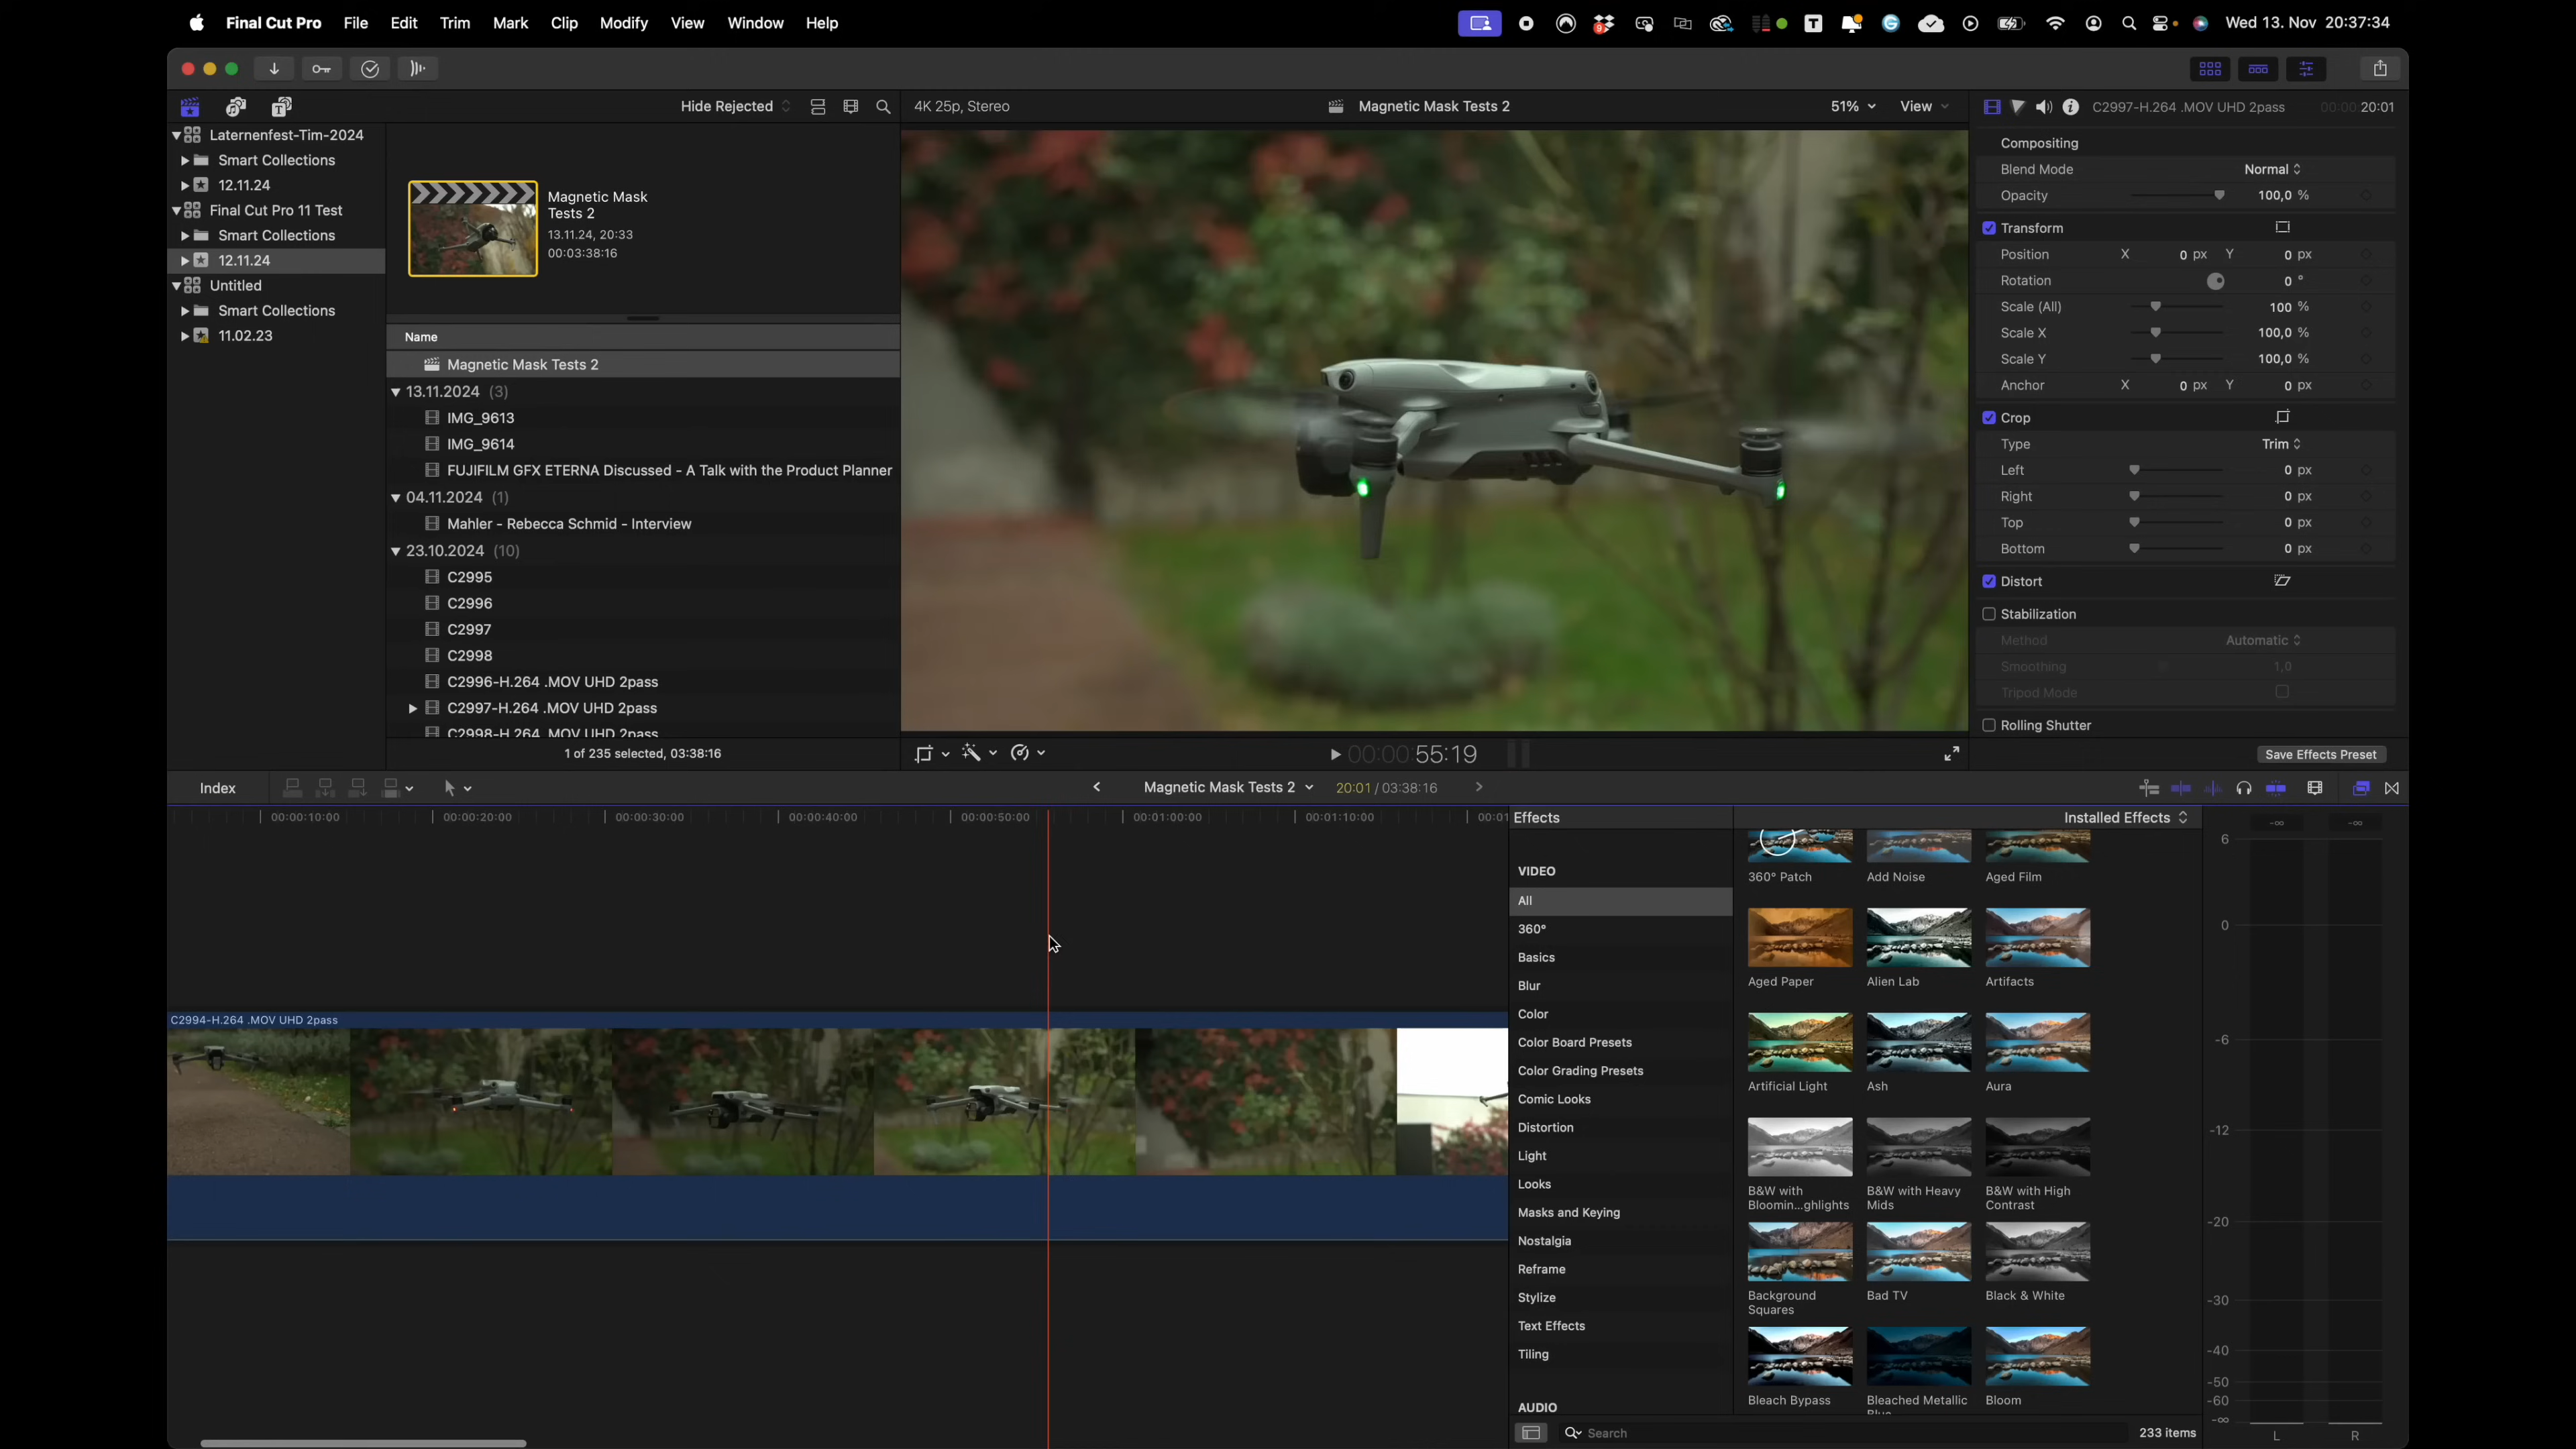 Final Cut Pro File Edit Trim Mark Clip Modify View Window Help
9 T G Wed 13. Nov 20:37:34
Hide Rejected
4K 25p, Stereo
Magnetic Mask Tests 2
51% View
C2997-H.264 .MOV UHD 2pass 00:00:20:01
Laternenfest-Tim-2024
Smart Collections
12.11.24
Final Cut Pro 11 Test
Smart Collections
12.11.24
Untitled
Smart Collections
11.02.23
Magnetic Mask
Tests 2
13.11.24, 20:33
00:03:38:16
Name
Magnetic Mask Tests 2
13.11.2024 (3)
IMG_9613
IMG_9614
FUJIFILM GFX ETERNA Discussed - A Talk with the Product Planner
04.11.2024 (1)
Mahler - Rebecca Schmid - Interview
23.10.2024 (10)
C2995
C2996
C2997
C2998
C2996-H.264 .MOV UHD 2pass
C2997-H.264 .MOV UHD 2pass
C2998-H.264 .MOV UHD 2pass
1 of 235 selected, 03:38:16
00:00:55:19
Compositing
Blend Mode Normal
Opacity 100,0 %
Transform
Position X 0 px Y 0 px
Rotation 0 °
Scale (All) 100 %
Scale X 100,0 %
Scale Y 100,0 %
Anchor X 0 px Y 0 px
Crop
Type Trim
Left 0 px
Right 0 px
Top 0 px
Bottom 0 px
Distort
Stabilization
Method Automatic
Smoothing 1,0
Tripod Mode
Rolling Shutter
Save Effects Preset
Index
Magnetic Mask Tests 2 20:01 / 03:38:16
00:00:10:00 00:00:20:00 00:00:30:00 00:00:40:00 00:00:50:00 00:01:00:00 00:01:10:00 00:01
C2994-H.264 .MOV UHD 2pass
Effects
Installed Effects
VIDEO
All
360°
Basics
Blur
Color
Color Board Presets
Color Grading Presets
Comic Looks
Distortion
Light
Looks
Masks and Keying
Nostalgia
Reframe
Stylize
Text Effects
Tiling
AUDIO
360° Patch Add Noise Aged Film
Aged Paper Alien Lab Artifacts
Artificial Light Ash Aura
B&W with Bloomin...ghlights
B&W with Heavy Mids
B&W with High Contrast
Background Squares
Bad TV
Black & White
Bleach Bypass
Bleached Metallic Blue
Bloom
Search
233 items
-∞ -∞
6
0
-6
-12
-20
-30
-40
-50
-60
-∞
L R